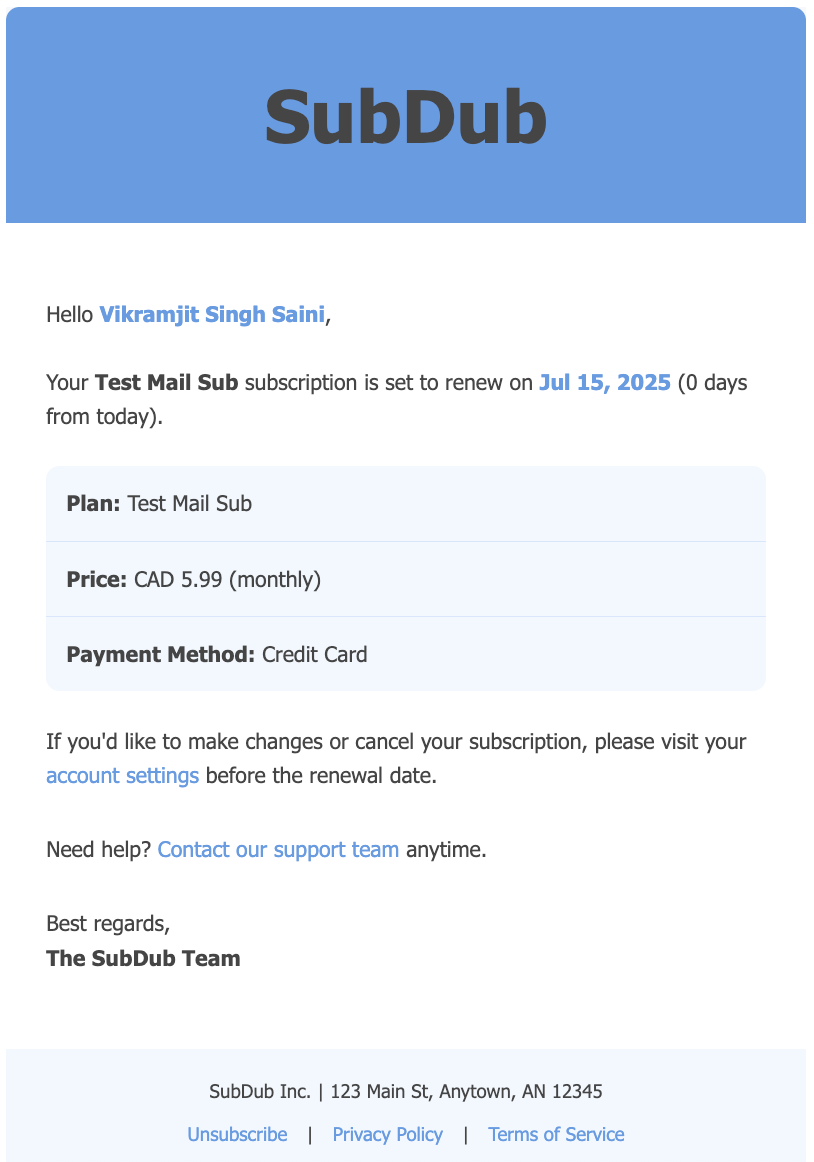 SubDub
Hello Vikramjit Singh Saini,
Your Test Mail Sub subscription is set to renew on Jul 15, 2025 (0 days
from today).
Plan: Test Mail Sub
Price: CAD 5.99 (monthly)
Payment Method: Credit Card
If you'd like to make changes or cancel your subscription, please visit your
account settings before the renewal date.
Need help? Contact our support team anytime.
Best regards,
The SubDub Team
SubDub Inc. | 123 Main St, Anytown, AN 12345
Unsubscribe | Privacy Policy | Terms of Service